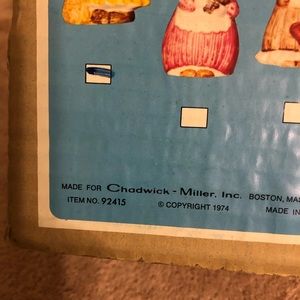 MADE FOR Chadwick - Miller, Inc. BOSTON, MAS
ITEM NO. 92415 © COPYRIGHT 1974 MADE IN